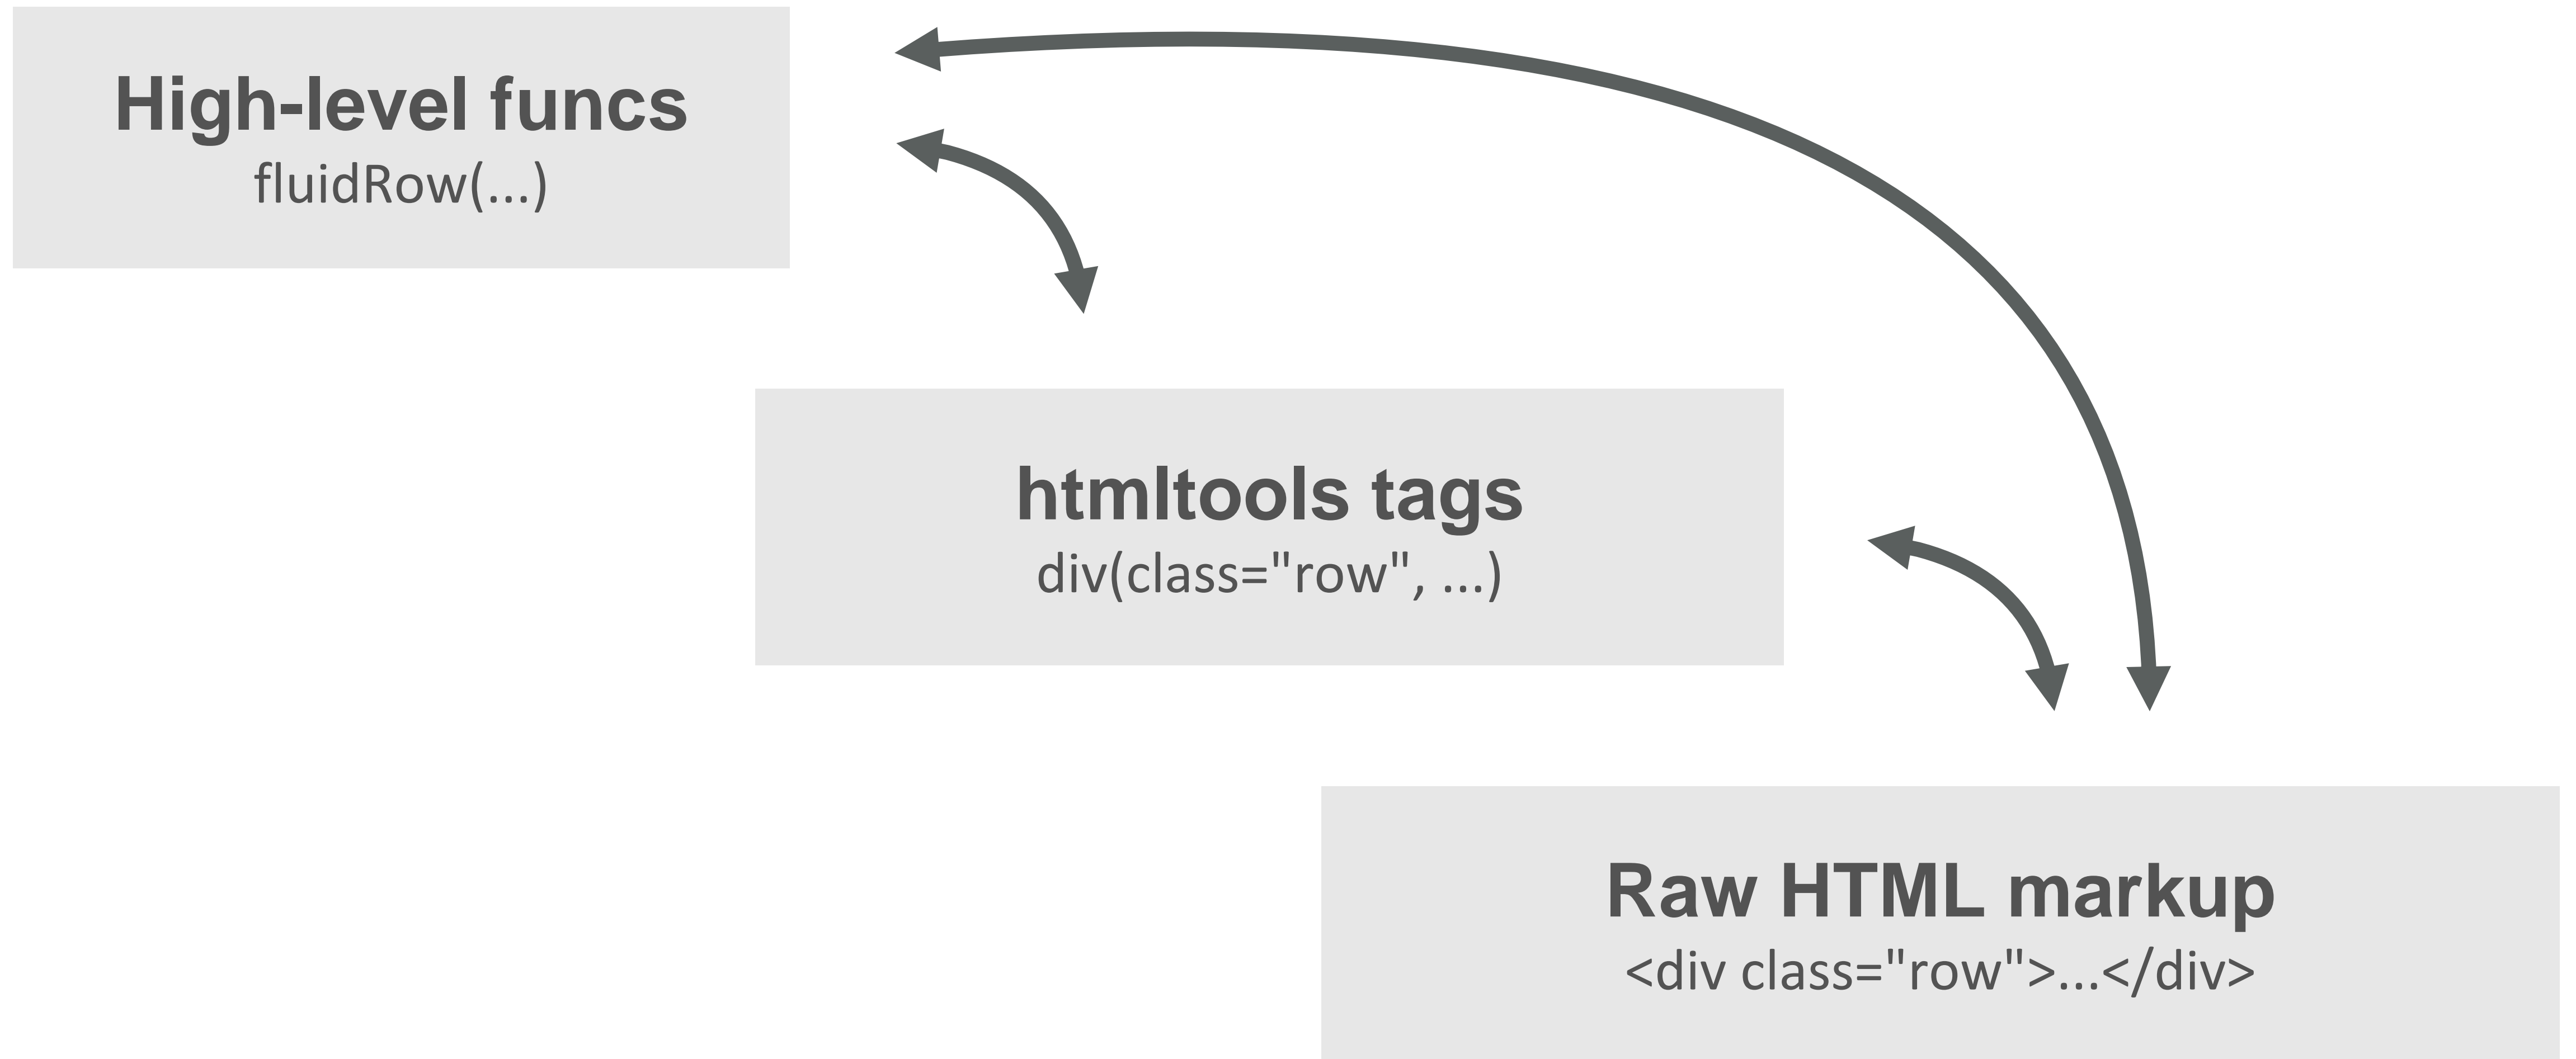 High-level funcs
fluidRow(...)
htmltools tags
div(class="row", ...)
Raw HTML markup
<div class="row">...</div>